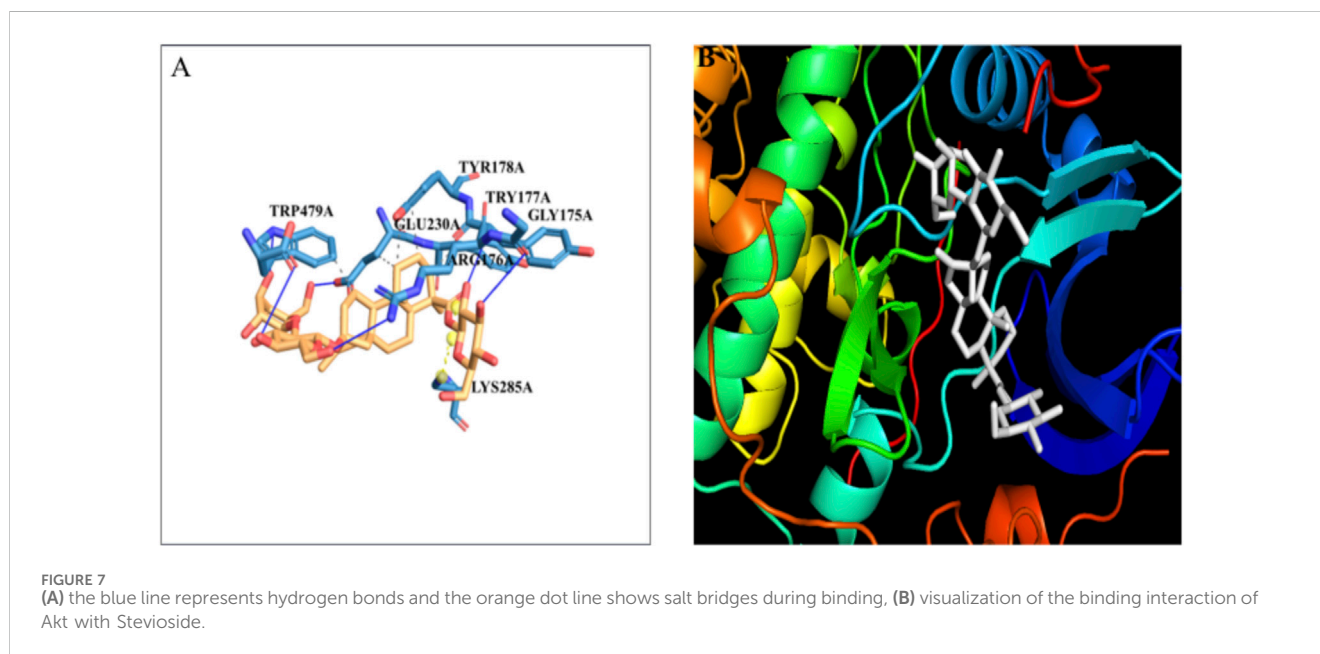 A
B
TYR178A
TRY177A
TRP479A
GLY175A
GLU230A
ARG176A
LYS285A
FIGURE 7
(A) the blue line represents hydrogen bonds and the orange dot line shows salt bridges during binding, (B) visualization of the binding interaction of
Akt with Stevioside.